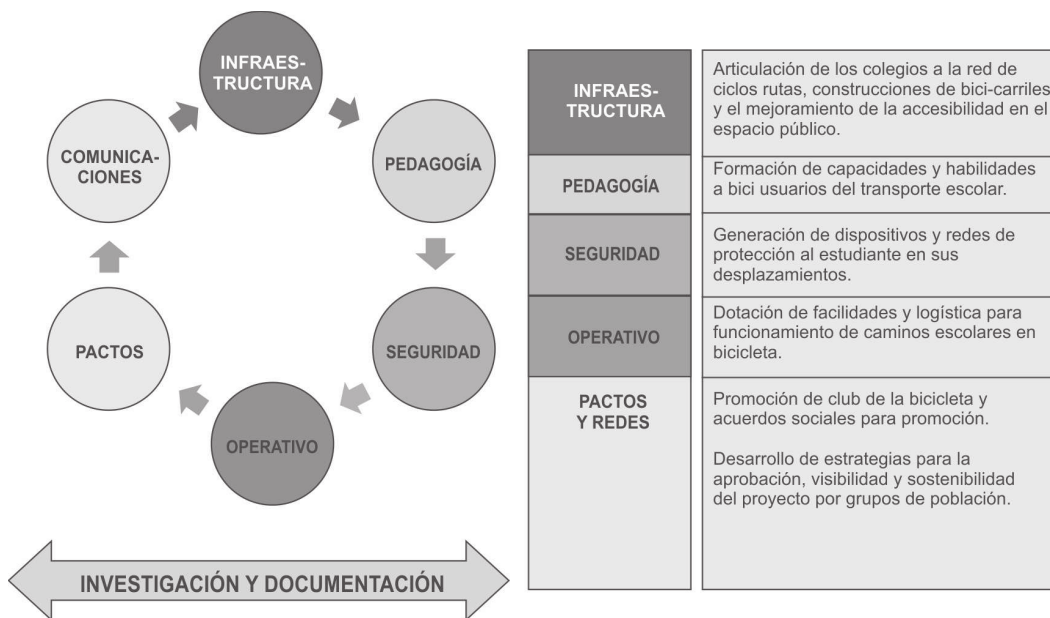 INFRAES-
TRUCTURA
PEDAGOGÍA
SEGURIDAD
OPERATIVO
PACTOS
COMUNICA-
CIONES
INVESTIGACIÓN Y DOCUMENTACIÓN
INFRAES-
TRUCTURA
Articulación de los colegios a la red de
ciclos rutas, construcciones de bici-carriles
y el mejoramiento de la accesibilidad en el
espacio público.
PEDAGOGÍA
Formación de capacidades y habilidades
a bici usuarios del transporte escolar.
SEGURIDAD
Generación de dispositivos y redes de
protección al estudiante en sus
desplazamientos.
OPERATIVO
Dotación de facilidades y logística para
funcionamiento de caminos escolares en
bicicleta.
PACTOS
Y REDES
Promoción de club de la bicicleta y
acuerdos sociales para promoción.
Desarrollo de estrategias para la
aprobación, visibilidad y sostenibilidad
del proyecto por grupos de población.